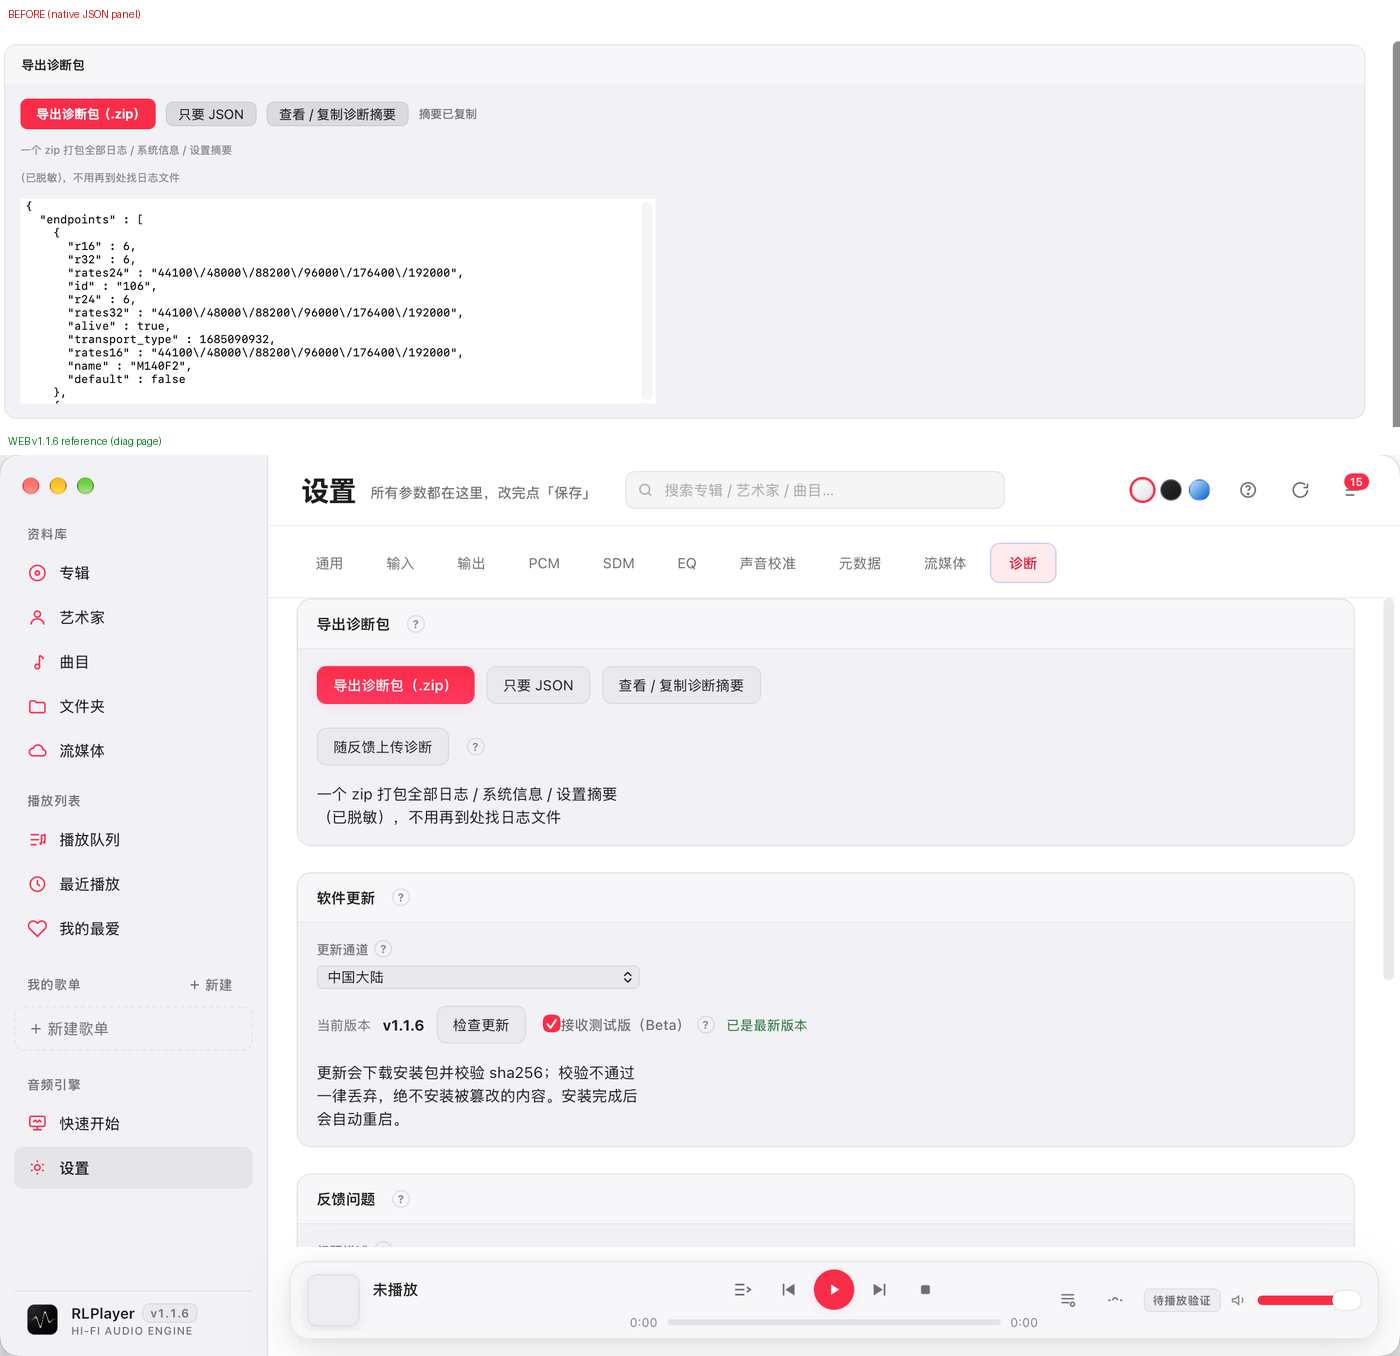 BEFORE (native JSON panel)
导出诊断包
导出诊断包 (.zip)
只要 JSON
查看 / 复制诊断摘要
摘要已复制
一个 zip 打包全部日志 / 系统信息 / 设置摘要
(已脱敏)，不用再到处找日志文件
{
"endpoints" : [
{
"r16" : 6,
"r32" : 6,
"rates24" : "44100\/48000\/88200\/96000\/176400\/192000",
"id" : "106",
"r24" : 6,
"rates32" : "44100\/48000\/88200\/96000\/176400\/192000",
"alive" : true,
"transport_type" : 1685090932,
"rates16" : "44100\/48000\/88200\/96000\/176400\/192000",
"name" : "M140F2",
"default" : false
},
WEB v1.1.6 reference (diag page)
资料库
专辑
艺术家
曲目
文件夹
流媒体
播放列表
播放队列
最近播放
我的最爱
我的歌单
+ 新建
+ 新建歌单
音频引擎
快速开始
设置
RLPlayer v1.1.6
HI-FI AUDIO ENGINE
设置
所有参数都在这里，改完点「保存」
搜索专辑 / 艺术家 / 曲目...
15
通用
输入
输出
PCM
SDM
EQ
声音校准
元数据
流媒体
诊断
导出诊断包 ?
导出诊断包（.zip）
只要 JSON
查看 / 复制诊断摘要
随反馈上传诊断 ?
一个 zip 打包全部日志 / 系统信息 / 设置摘要
（已脱敏），不用再到处找日志文件
软件更新 ?
更新通道 ?
中国大陆
当前版本 v1.1.6
检查更新
接收测试版（Beta） ?
已是最新版本
更新会下载安装包并校验 sha256；校验不通过
一律丢弃，绝不安装被篡改的内容。安装完成后
会自动重启。
反馈问题 ?
未播放
0:00
0:00
待播放验证